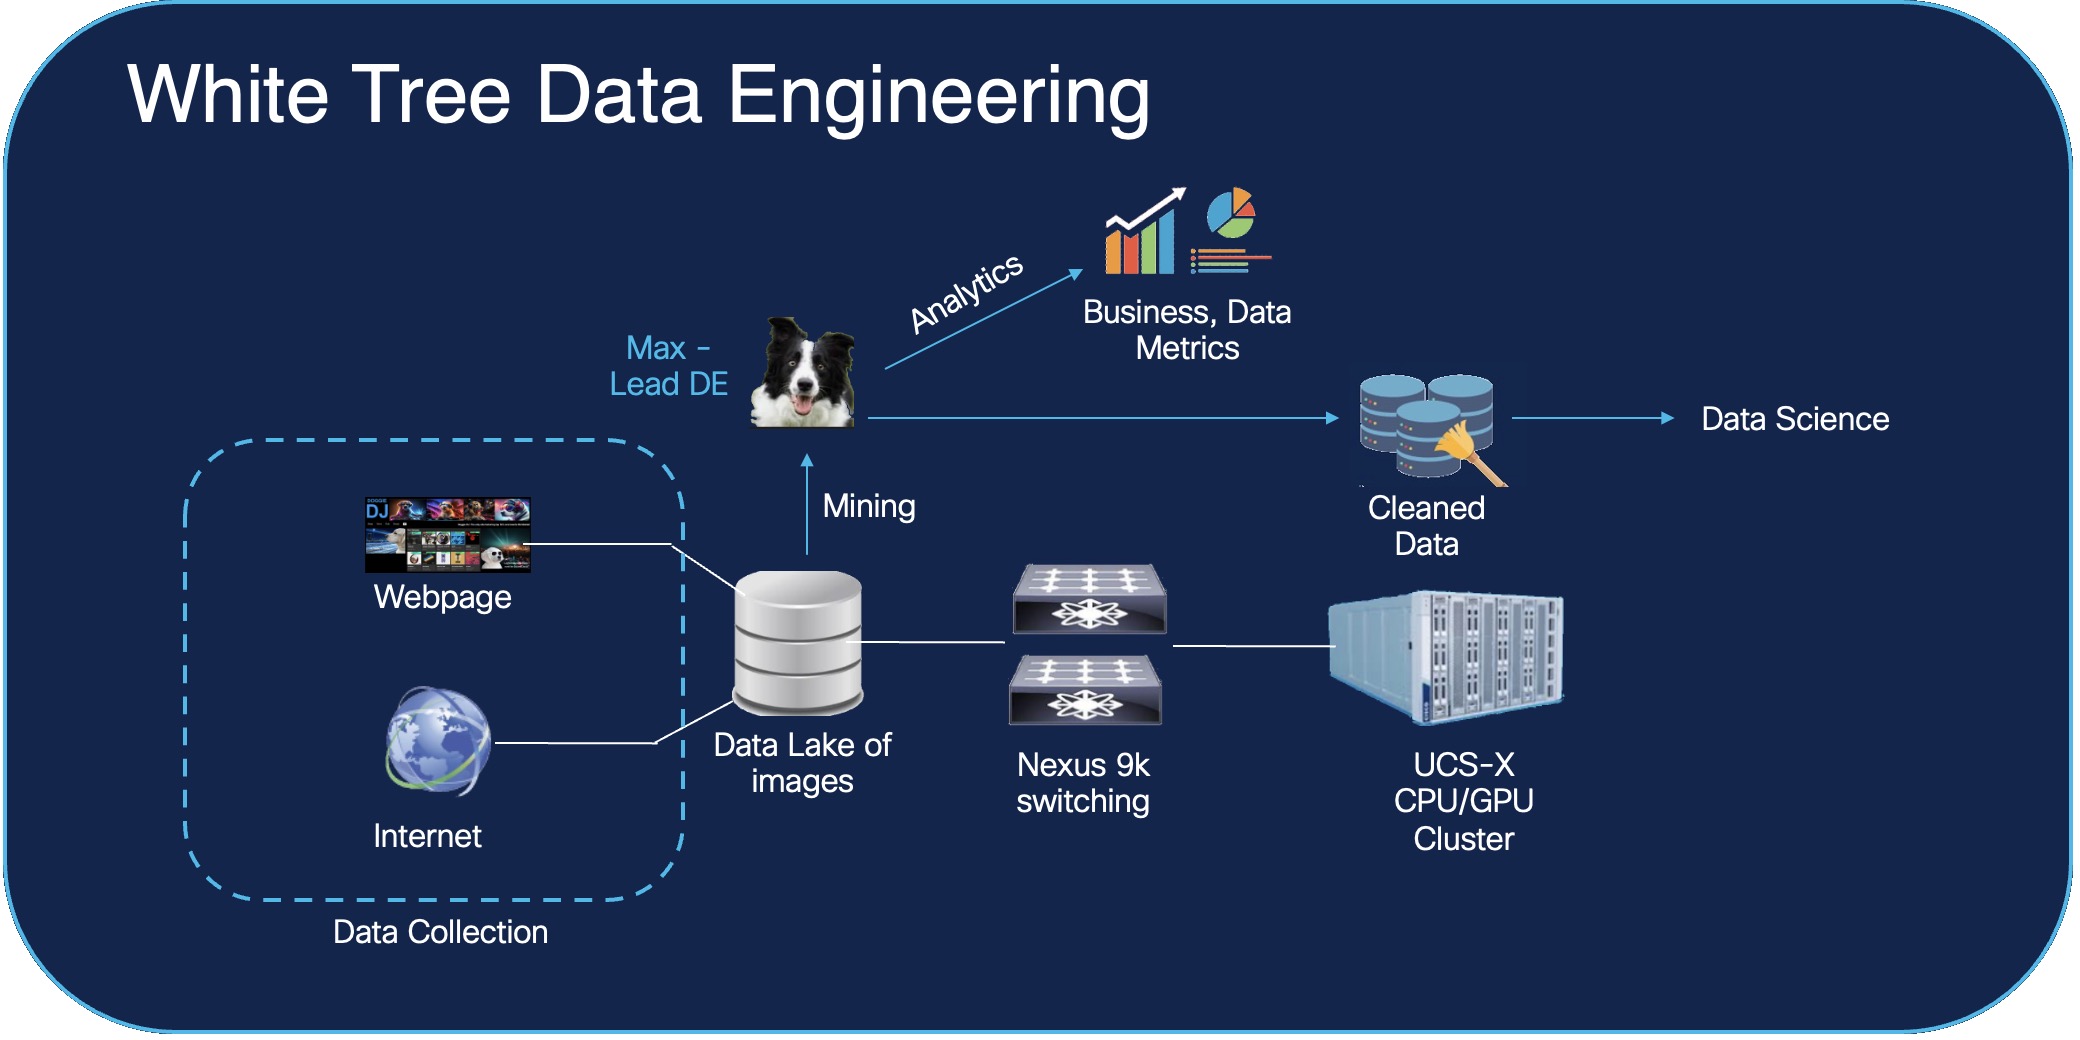 White Tree Data Engineering
Analytics
Business, Data
Metrics
Max -
Lead DE
Data Science
Mining
Cleaned
Data
DOGGIE
DJ
Webpage
Data Lake of
images
Nexus 9k
switching
UCS-X
CPU/GPU
Cluster
Internet
Data Collection